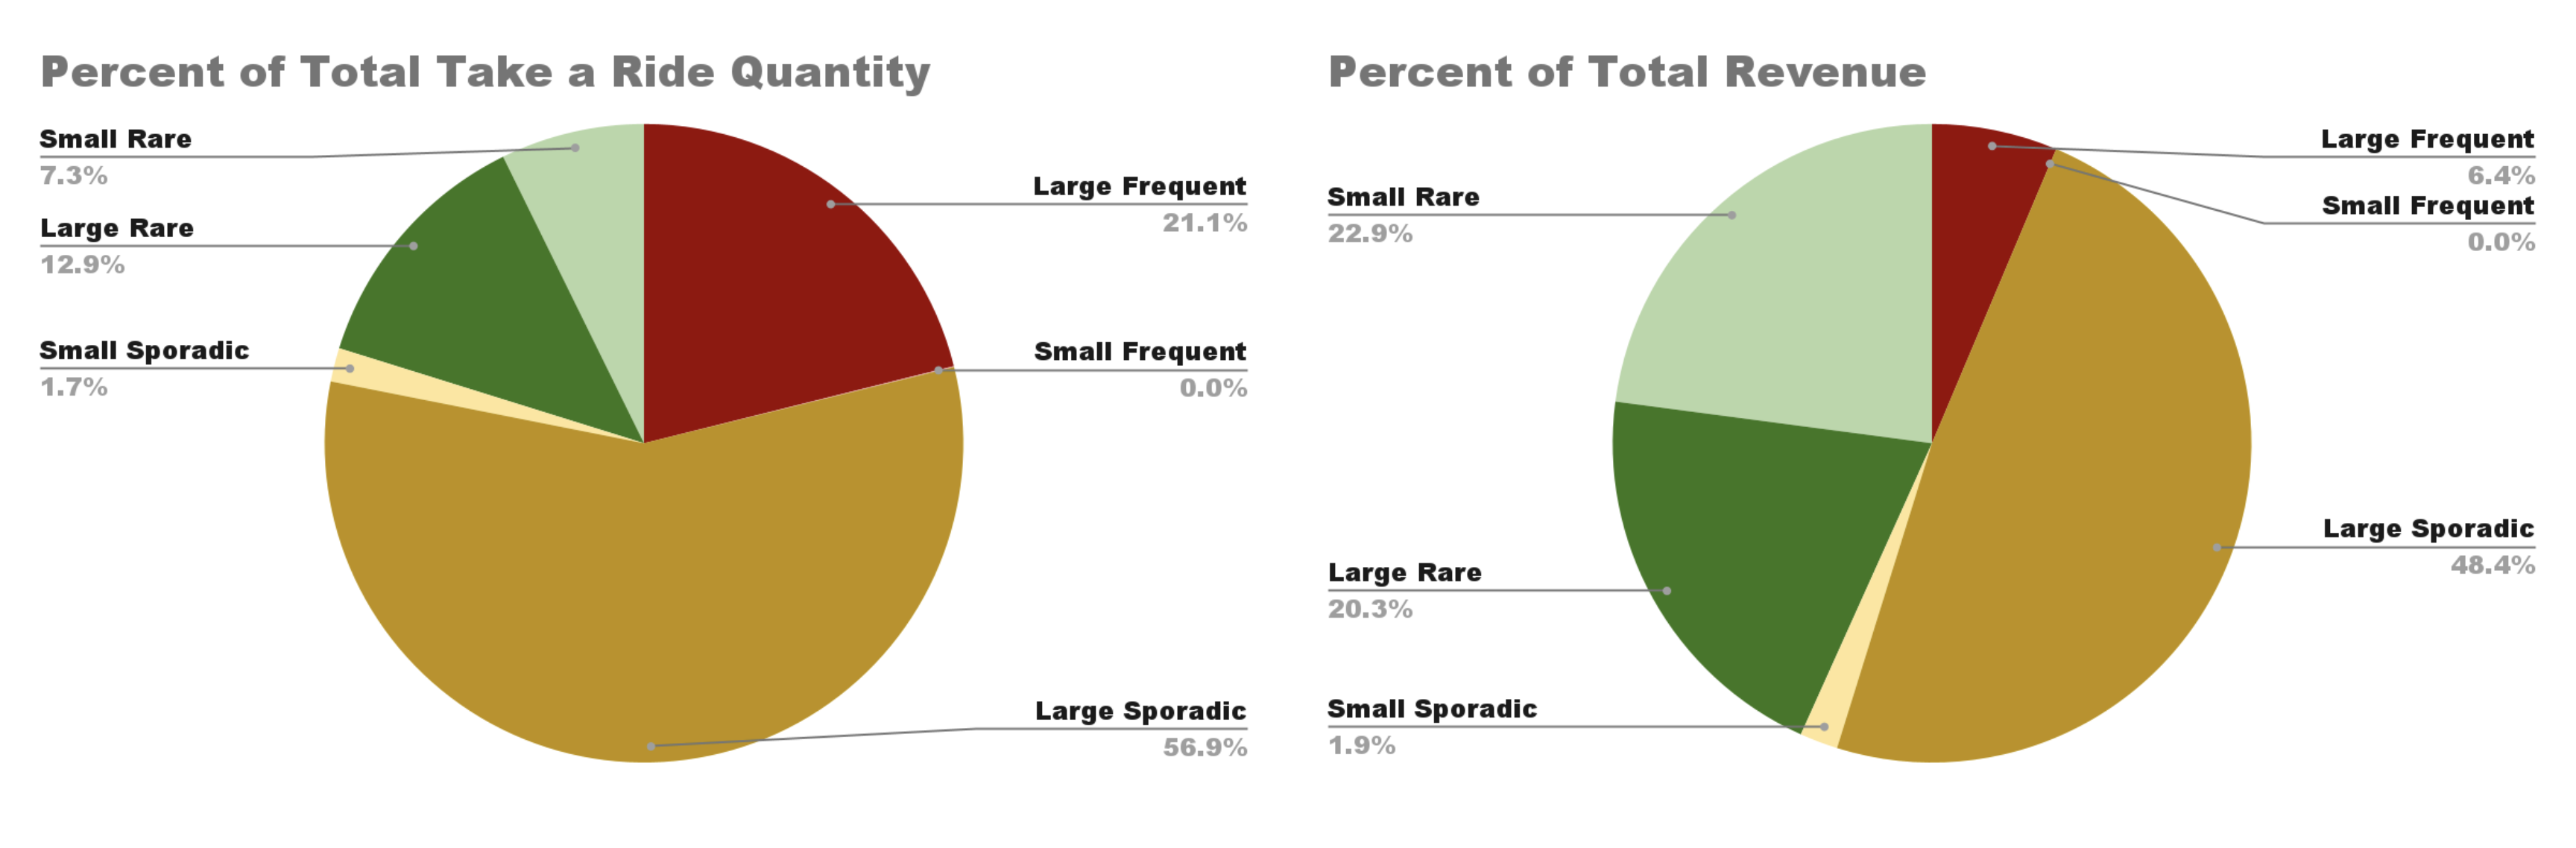 Percent of Total Take a Ride Quantity
Small Rare
7.3%
Large Rare
12.9%
Small Sporadic
1.7%
Large Frequent
21.1%
Small Frequent
0.0%
Large Sporadic
56.9%
Percent of Total Revenue
Small Rare
22.9%
Large Rare
20.3%
Small Sporadic
1.9%
Large Frequent
6.4%
Small Frequent
0.0%
Large Sporadic
48.4%